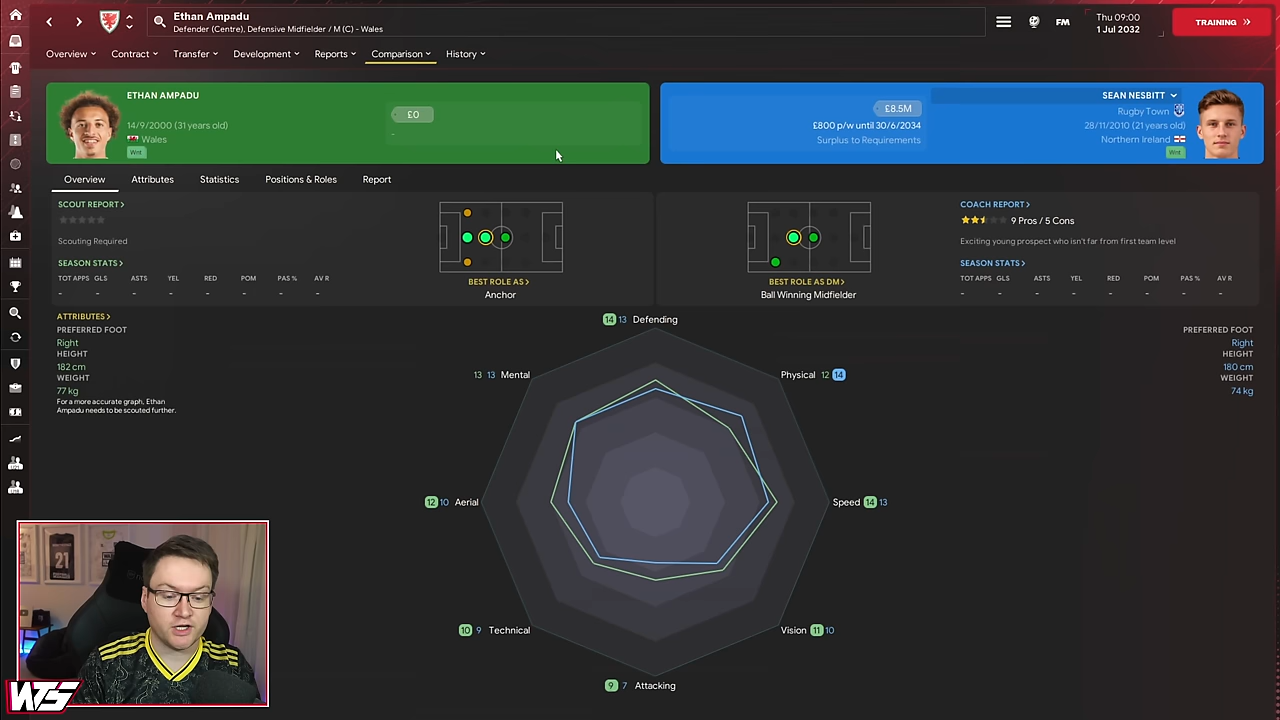 Ethan Ampadu
Defender (Centre), Defensive Midfielder / M (C) - Wales
FM
Thu 09:00
1 Jul 2032
TRAINING
Overview
Contract
Transfer
Development
Reports
Comparison
History
ETHAN AMPADU
14/9/2000 (31 years old)
Wales
Wnt
£0
-
SEAN NESBITT
Rugby Town
28/11/2010 (21 years old)
Northern Ireland
Wnt
£8.5M
£800 p/w until 30/6/2034
Surplus to Requirements
Overview
Attributes
Statistics
Positions & Roles
Report
SCOUT REPORT >
Scouting Required
SEASON STATS >
TOT APPS GLS ASTS YEL RED POM PAS % AV R
- - - - - - - -
BEST ROLE AS >
Anchor
BEST ROLE AS DM >
Ball Winning Midfielder
COACH REPORT >
9 Pros / 5 Cons
Exciting young prospect who isn't far from first team level
SEASON STATS >
TOT APPS GLS ASTS YEL RED POM PAS % AV R
- - - - - - - -
ATTRIBUTES >
PREFERRED FOOT
Right
HEIGHT
182 cm
WEIGHT
77 kg
For a more accurate graph, Ethan
Ampadu needs to be scouted further.
PREFERRED FOOT
Right
HEIGHT
180 cm
WEIGHT
74 kg
14 13 Defending
13 13 Mental
Physical 12 14
12 10 Aerial
Speed 14 13
10 9 Technical
Vision 11 10
9 7 Attacking
21
WTS